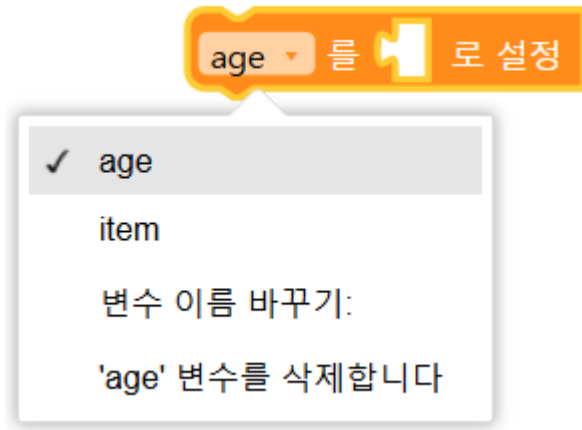 age 를 로 설정
age
item
변수 이름 바꾸기:
'age' 변수를 삭제합니다